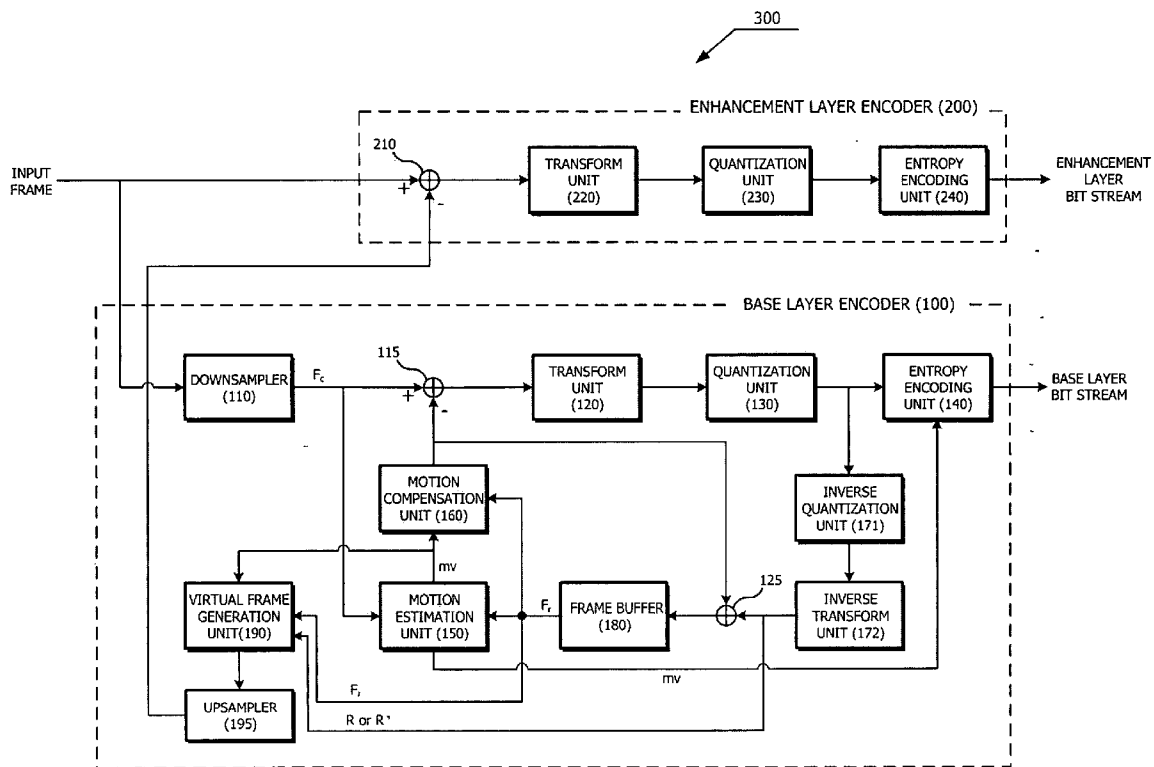 300
ENHANCEMENT LAYER ENCODER (200)
INPUT
FRAME
210
+
-
TRANSFORM
UNIT
(220)
QUANTIZATION
UNIT
(230)
ENTROPY
ENCODING
UNIT (240)
ENHANCEMENT
LAYER
BIT STREAM
BASE LAYER ENCODER (100)
DOWNSAMPLER
(110)
Fc
115
+
-
TRANSFORM
UNIT
(120)
QUANTIZATION
UNIT
(130)
ENTROPY
ENCODING
UNIT (140)
BASE LAYER
BIT STREAM
MOTION
COMPENSATION
UNIT (160)
INVERSE
QUANTIZATION
UNIT (171)
mv
VIRTUAL FRAME
GENERATION
UNIT(190)
MOTION
ESTIMATION
UNIT (150)
Fr
FRAME BUFFER
(180)
125
INVERSE
TRANSFORM
UNIT (172)
mv
Fr
UPSAMPLER
(195)
R or R'